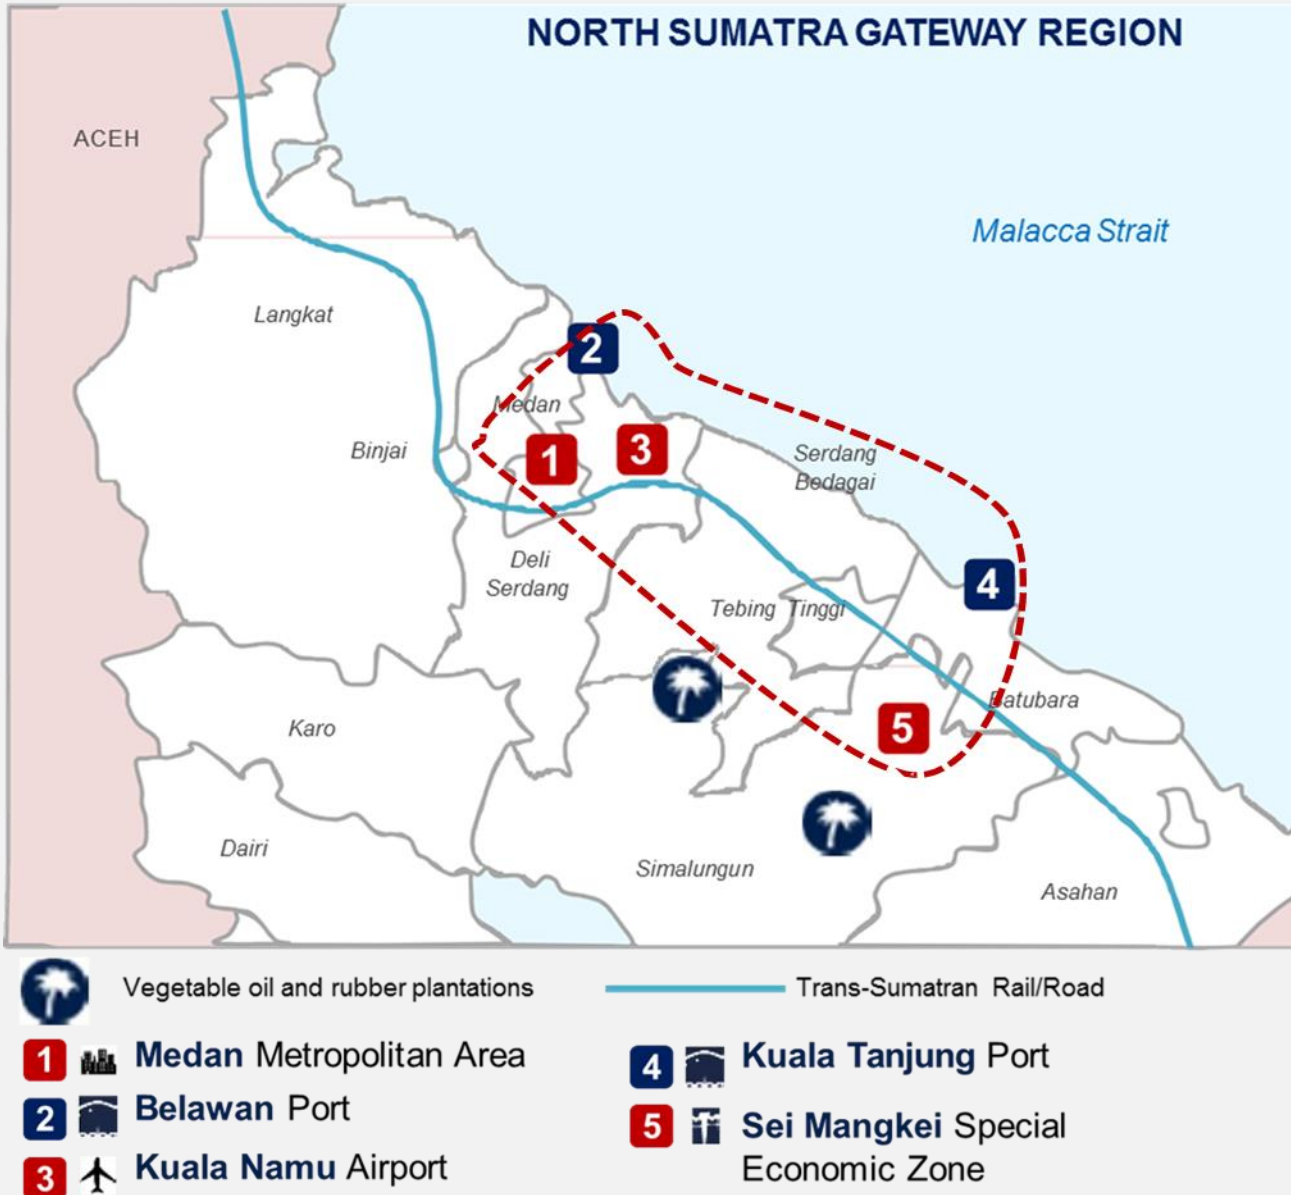 NORTH SUMATRA GATEWAY REGION
ACEH
Malacca Strait
Langkat
2
Medan
Binjai
1
3
Serdang
Bedagai
Deli
Serdang
4
Tebing Tinggi
Karo
5
Batubara
Dairi
Simalungun
Asahan
Vegetable oil and rubber plantations
Trans-Sumatran Rail/Road
1 Medan Metropolitan Area
2 Belawan Port
3 Kuala Namu Airport
4 Kuala Tanjung Port
5 Sei Mangkei Special
Economic Zone